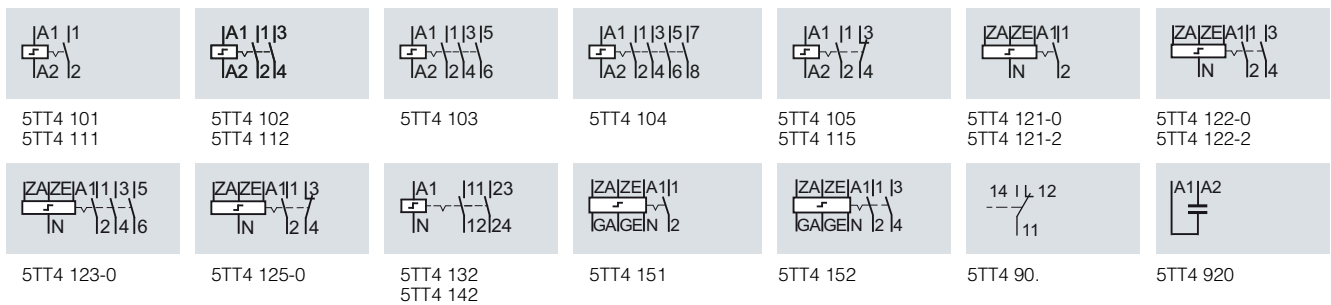 A1 1
A2 2
5TT4 101
5TT4 111
A1 1 3
A2 2 4
5TT4 102
5TT4 112
A1 1 3 5
A2 2 4 6
5TT4 103
A1 1 3 5 7
A2 2 4 6 8
5TT4 104
A1 1 3
A2 2 4
5TT4 105
5TT4 115
ZA ZE A1 1
N 2
5TT4 121-0
5TT4 121-2
ZA ZE A1 1 3
N 2 4
5TT4 122-0
5TT4 122-2
ZA ZE A1 1 3 5
N 2 4 6
5TT4 123-0
ZA ZE A1 1 3
N 2 4
5TT4 125-0
A1 11 23
N 12 24
5TT4 132
5TT4 142
ZA ZE A1 1
GA GE N 2
5TT4 151
ZA ZE A1 1 3
GA GE N 2 4
5TT4 152
14 12
11
5TT4 90.
A1 A2
5TT4 920